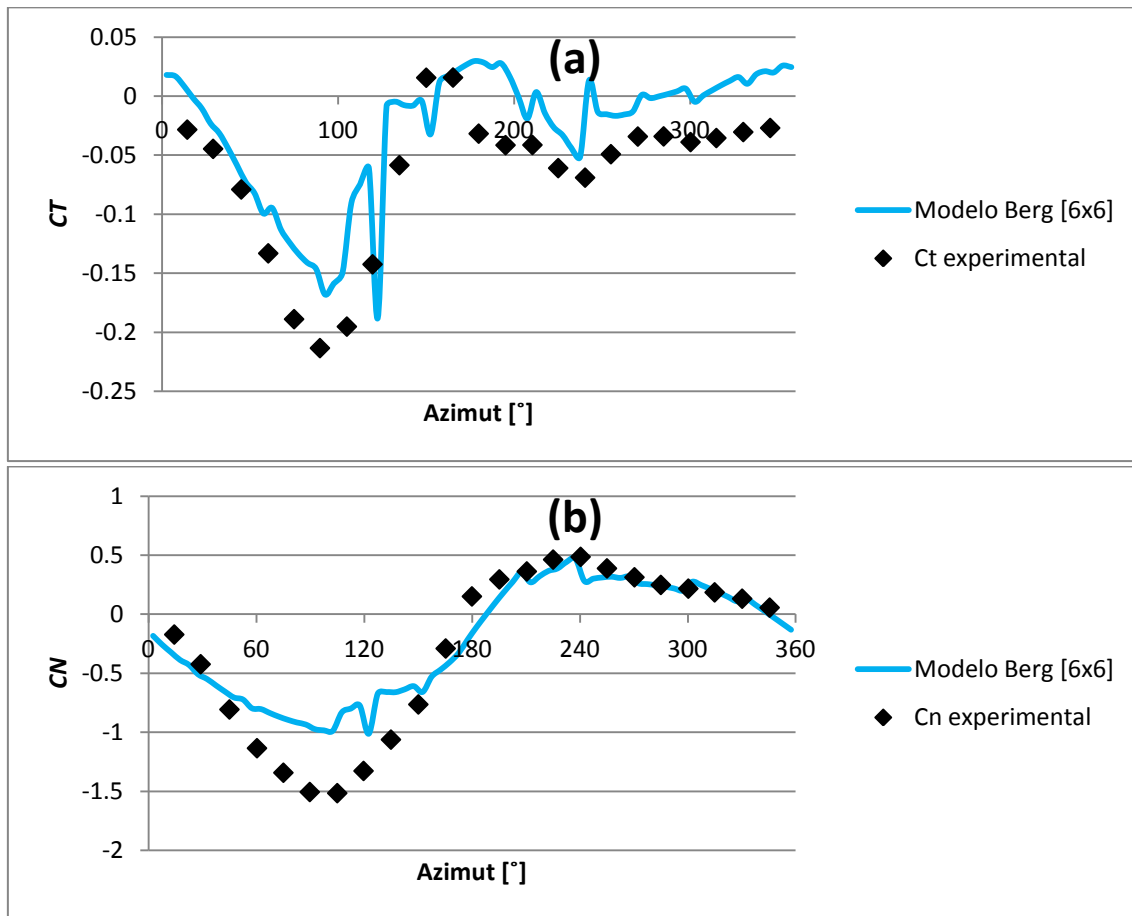 (a)
0.05
0
-0.05
-0.1
-0.15
-0.2
-0.25
0 100 200 300
CT
Azimut [°]
Modelo Berg [6x6]
Ct experimental
(b)
1
0.5
0
-0.5
-1
-1.5
-2
0 60 120 180 240 300 360
CN
Azimut [°]
Modelo Berg [6x6]
Cn experimental